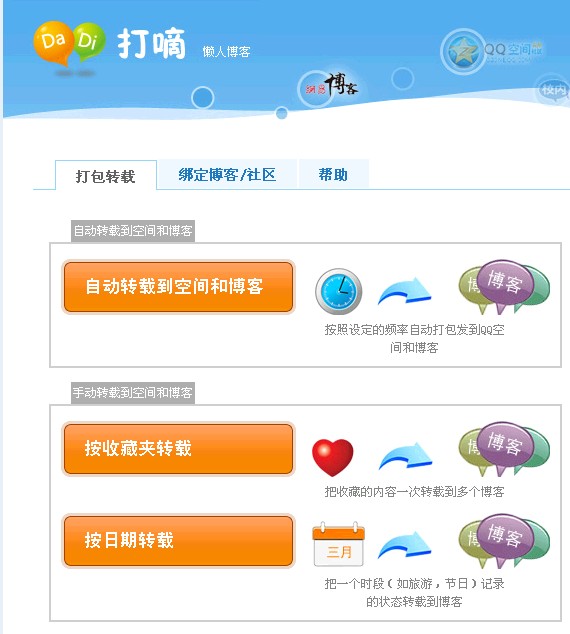 Da Di 打嘀 懒人博客
QQ空间
網易博客
校内
打包转载 绑定博客/社区 帮助
自动转载到空间和博客
自动转载到空间和博客
博客
按照设定的频率自动打包发到QQ空
间和博客
手动转载到空间和博客
按收藏夹转载
博客
把收藏的内容一次转载到多个博客
按日期转载
三月
博客
把一个时段(如旅游,节日)记录
的状态转载到博客